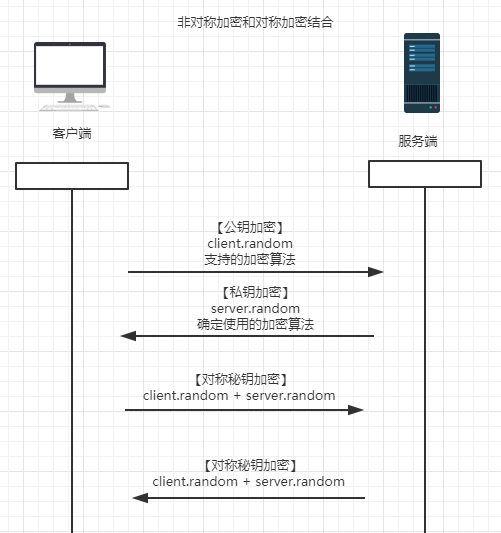 非对称加密和对称加密结合
客户端
服务端
【公钥加密】
client.random
支持的加密算法
【私钥加密】
server.random
确定使用的加密算法
【对称秘钥加密】
client.random + server.random
【对称秘钥加密】
client.random + server.random